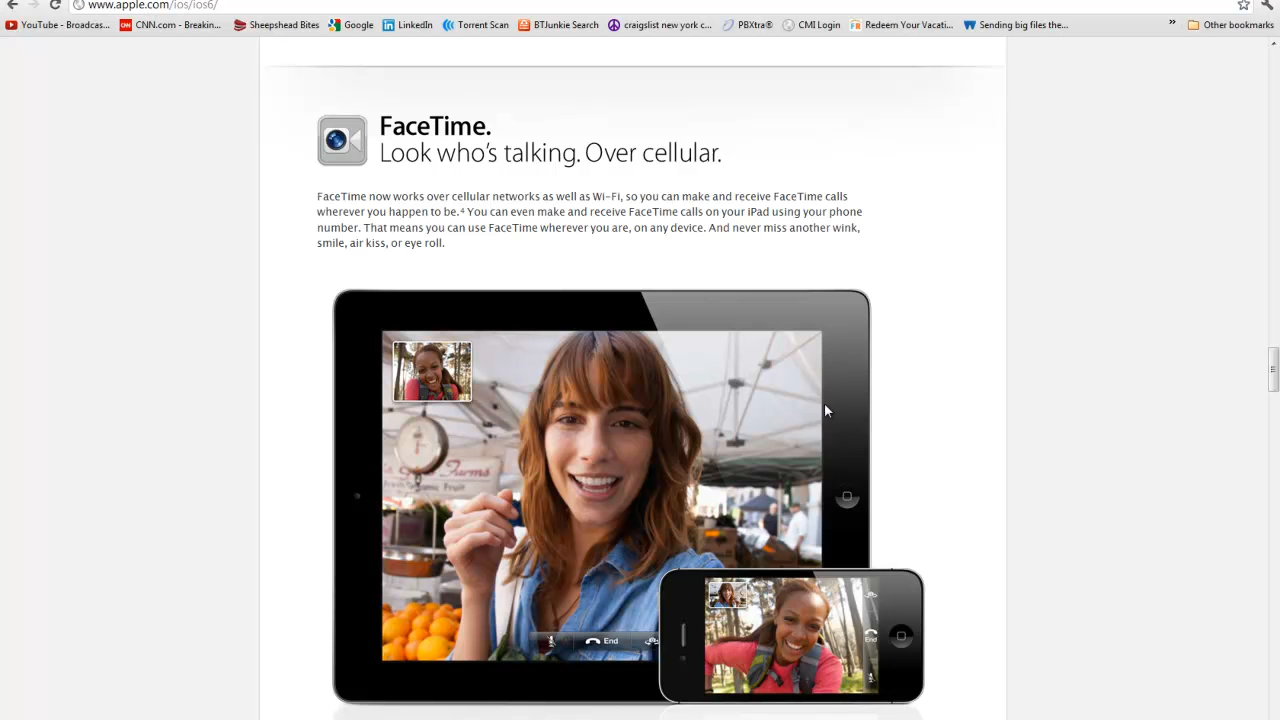 www.apple.com/ios/ios6/
YouTube - Broadcas... CNN.com - Breakin... Sheepshead Bites Google LinkedIn Torrent Scan BTJunkie Search craigslist new york c... PBXtra® CMI Login Redeem Your Vacati... Sending big files the... » Other bookmarks
FaceTime.
Look who's talking. Over cellular.
FaceTime now works over cellular networks as well as Wi-Fi, so you can make and receive FaceTime calls
wherever you happen to be.⁴ You can even make and receive FaceTime calls on your iPad using your phone
number. That means you can use FaceTime wherever you are, on any device. And never miss another wink,
smile, air kiss, or eye roll.
Farms
Fresh Organic Fruit
End
End